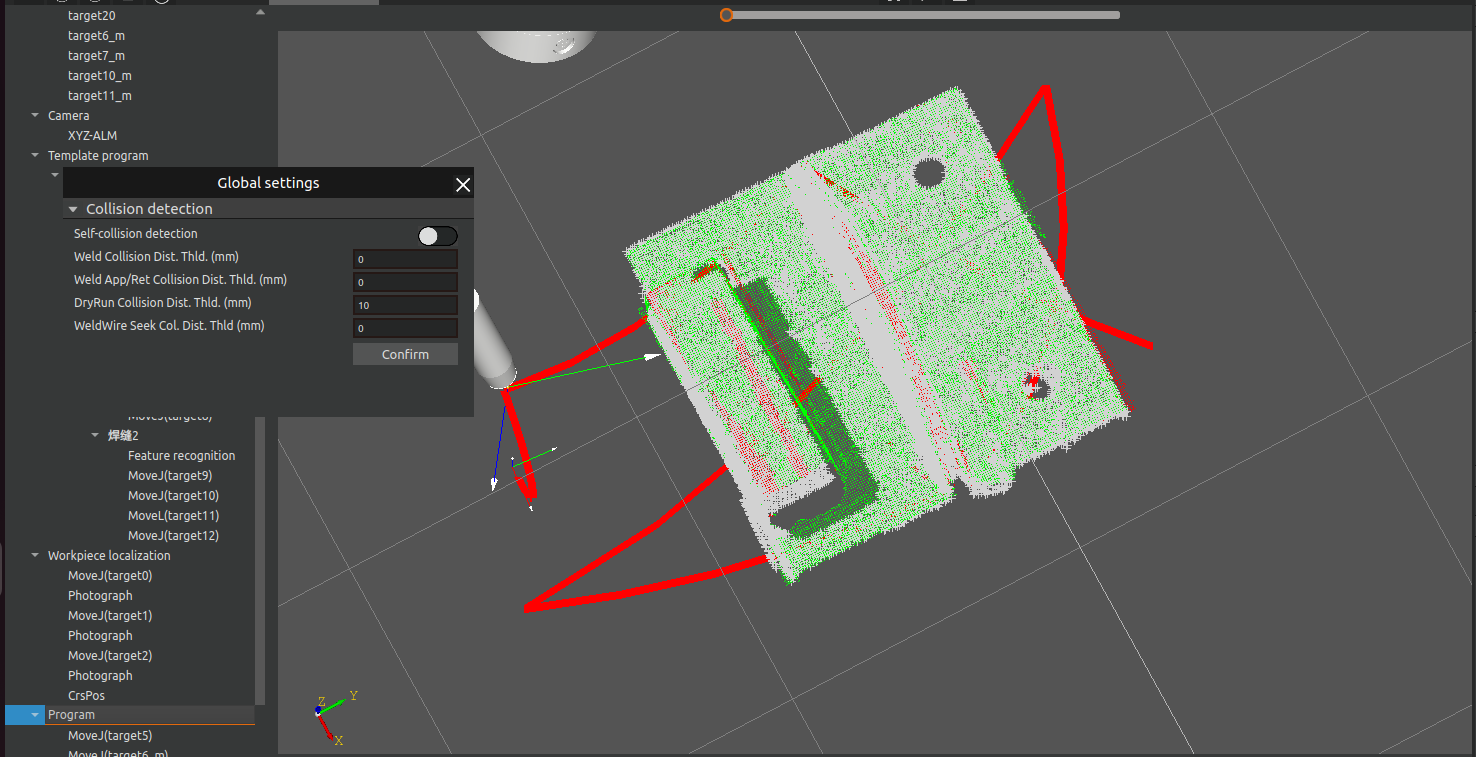 target20
target6_m
target7_m
target10_m
target11_m
Camera
XYZ-ALM
Template program
Global settings
Collision detection
Self-collision detection
Weld Collision Dist. Thld. (mm)
0
Weld App/Ret Collision Dist. Thld. (mm)
0
DryRun Collision Dist. Thld. (mm)
10
WeldWire Seek Col. Dist. Thld (mm)
0
Confirm
焊缝2
Feature recognition
MoveJ(target9)
MoveJ(target10)
MoveL(target11)
MoveJ(target12)
Workpiece localization
MoveJ(target0)
Photograph
MoveJ(target1)
Photograph
MoveJ(target2)
Photograph
CrsPos
Program
MoveJ(target5)
MoveJ(target6_m)
Z
Y
X